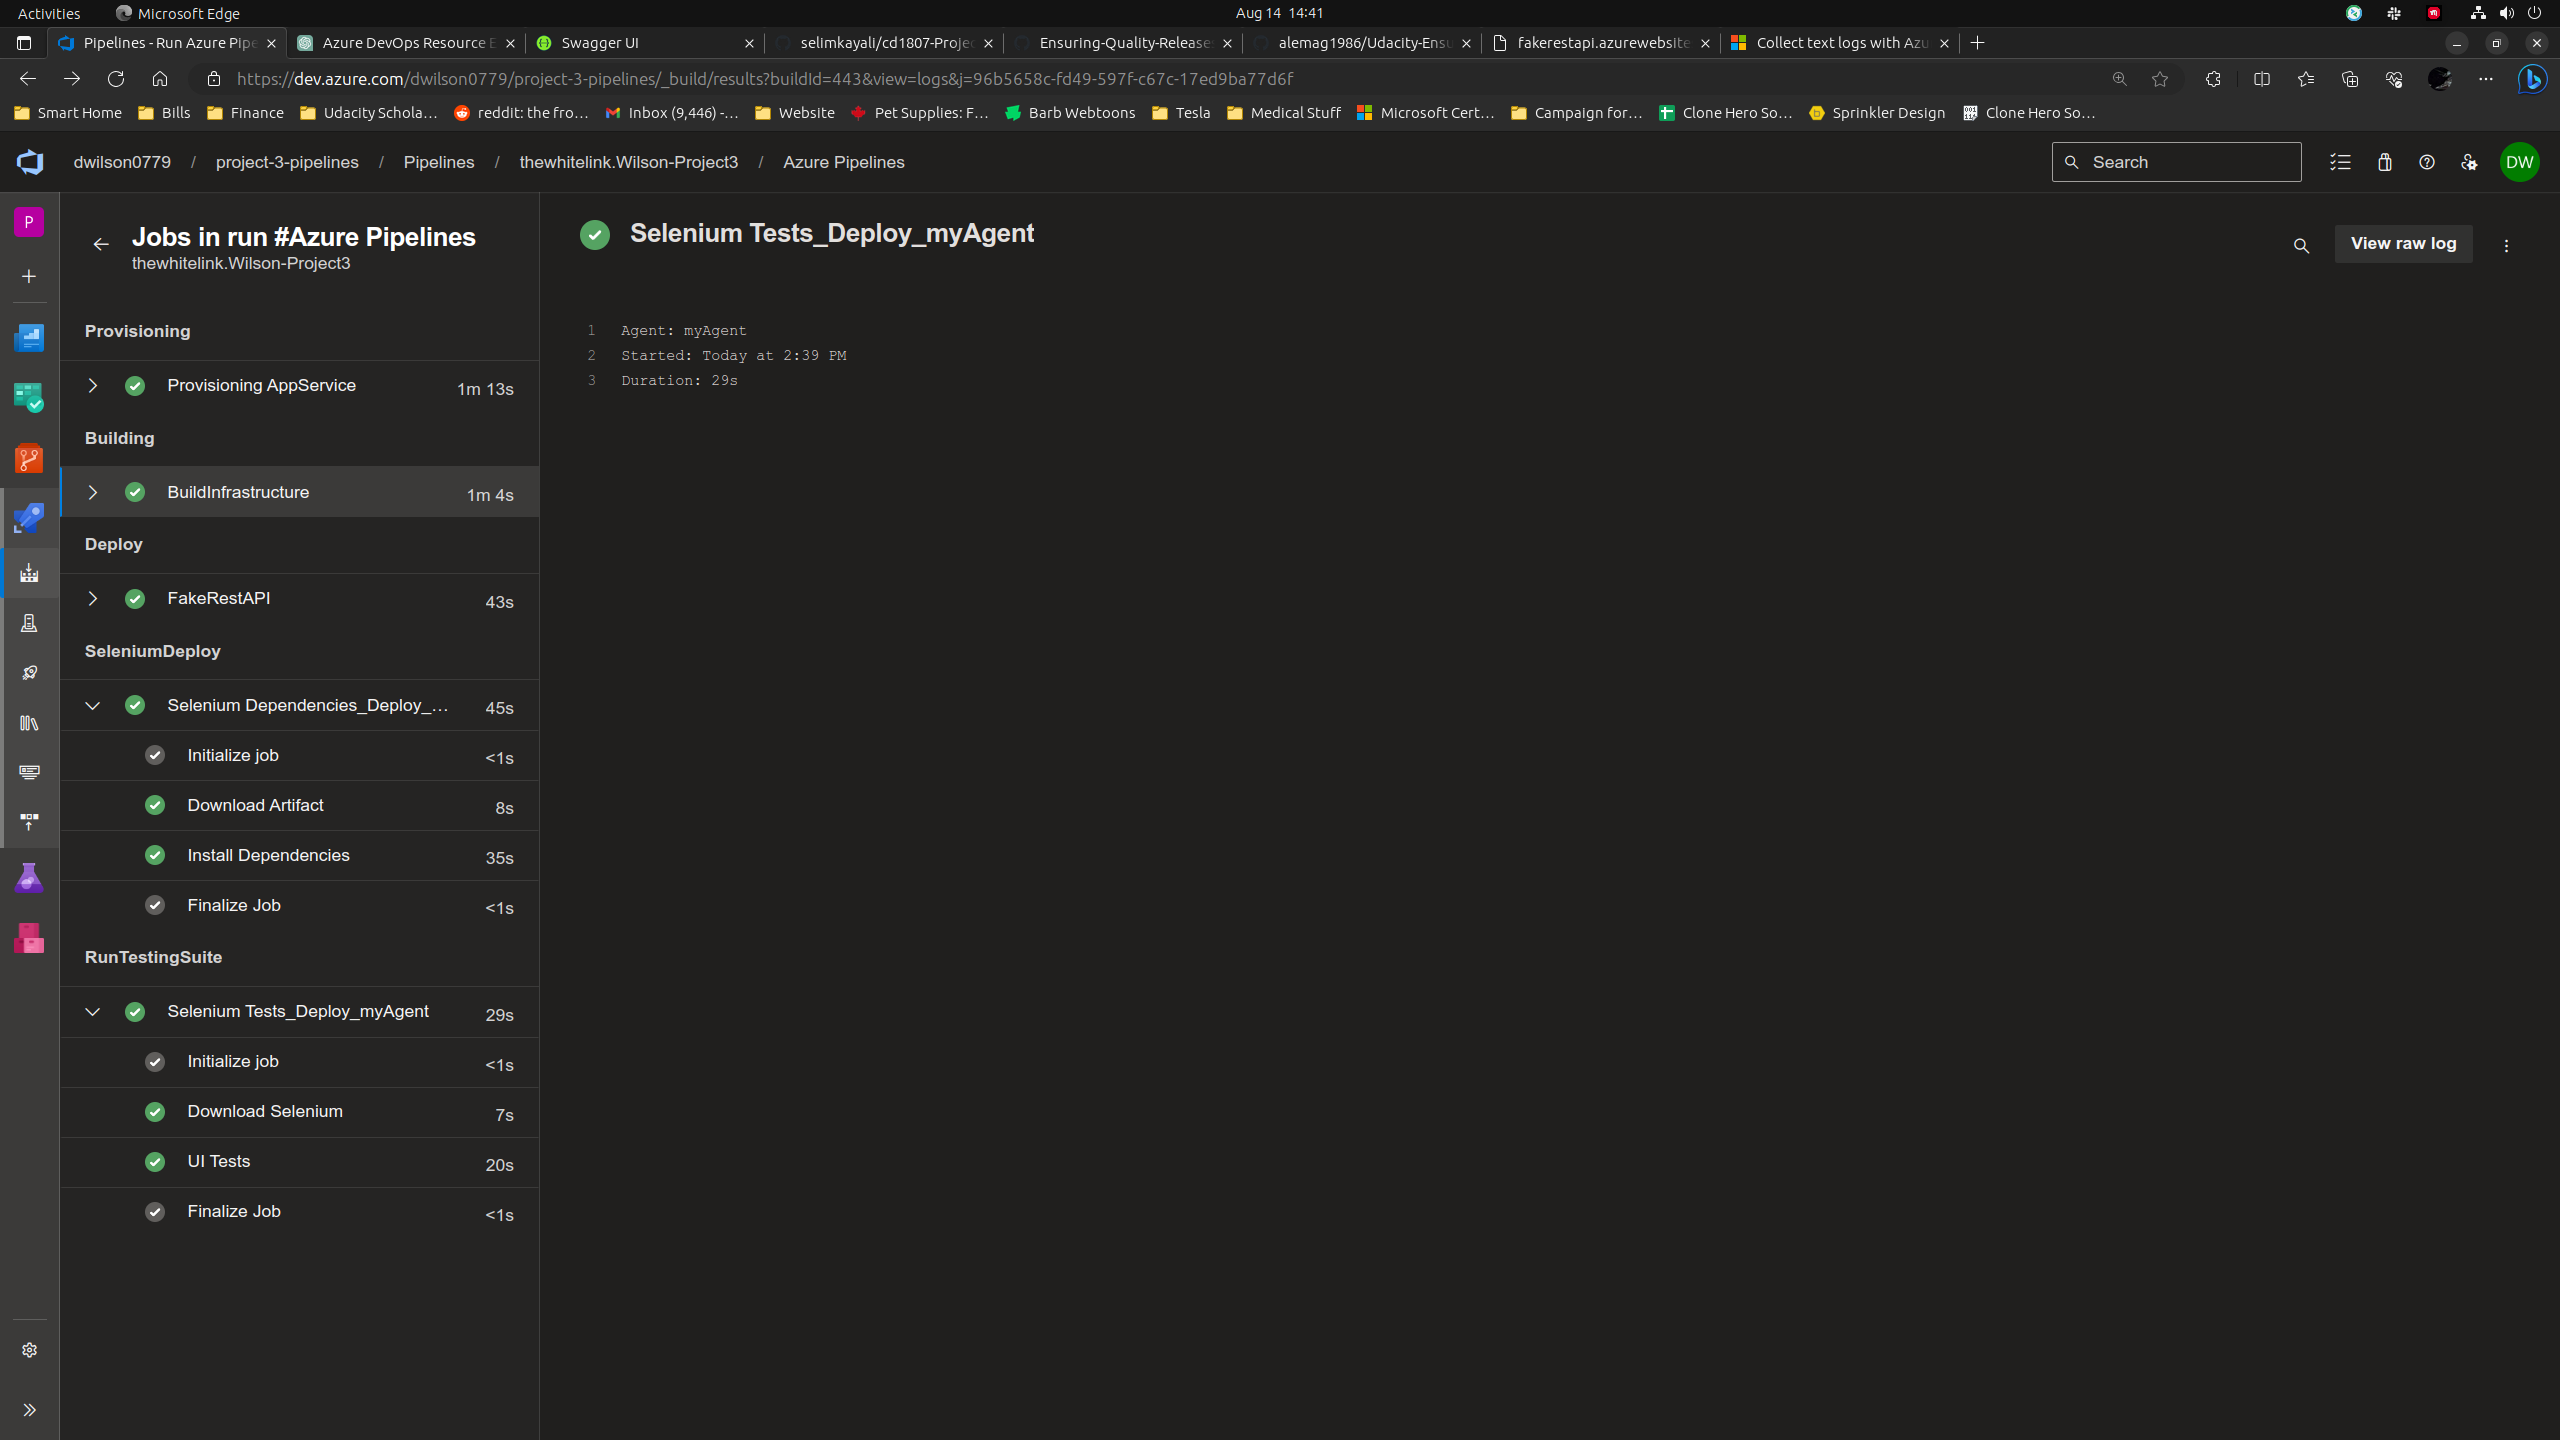 Activities Microsoft Edge Aug 14 14:41
Pipelines - Run Azure Pipe Azure DevOps Resource E Swagger UI selimkayali/cd1807-Projec Ensuring-Quality-Release alemag1986/Udacity-Ensu fakerestapi.azurewebsite Collect text logs with Azu
https://dev.azure.com/dwilson0779/project-3-pipelines/_build/results?buildId=443&view=logs&j=96b5658c-fd49-597f-c67c-17ed9ba77d6f
Smart Home Bills Finance Udacity Schola... reddit: the fro... Inbox (9,446) -... Website Pet Supplies: F... Barb Webtoons Tesla Medical Stuff Microsoft Cert... Campaign for... Clone Hero So... Sprinkler Design Clone Hero So...
dwilson0779 / project-3-pipelines / Pipelines / thewhitelink.Wilson-Project3 / Azure Pipelines Search DW
P
Jobs in run #Azure Pipelines
thewhitelink.Wilson-Project3
Provisioning
Provisioning AppService 1m 13s
Building
BuildInfrastructure 1m 4s
Deploy
FakeRestAPI 43s
SeleniumDeploy
Selenium Dependencies_Deploy_... 45s
Initialize job <1s
Download Artifact 8s
Install Dependencies 35s
Finalize Job <1s
RunTestingSuite
Selenium Tests_Deploy_myAgent 29s
Initialize job <1s
Download Selenium 7s
UI Tests 20s
Finalize Job <1s
Selenium Tests_Deploy_myAgent
View raw log
1 Agent: myAgent
2 Started: Today at 2:39 PM
3 Duration: 29s